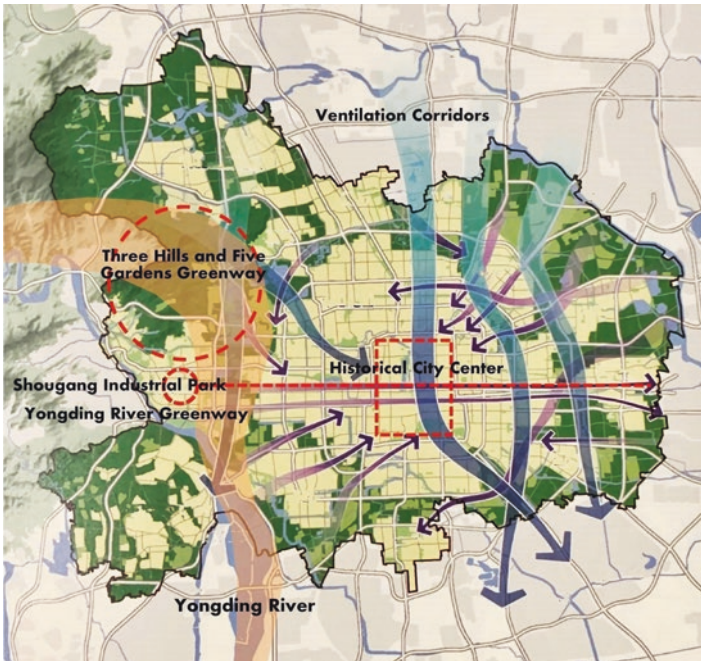 Ventilation Corridors
Three Hills and Five
Gardens Greenway
Historical City Center
Shougang Industrial Park
Yongding River Greenway
Yongding River